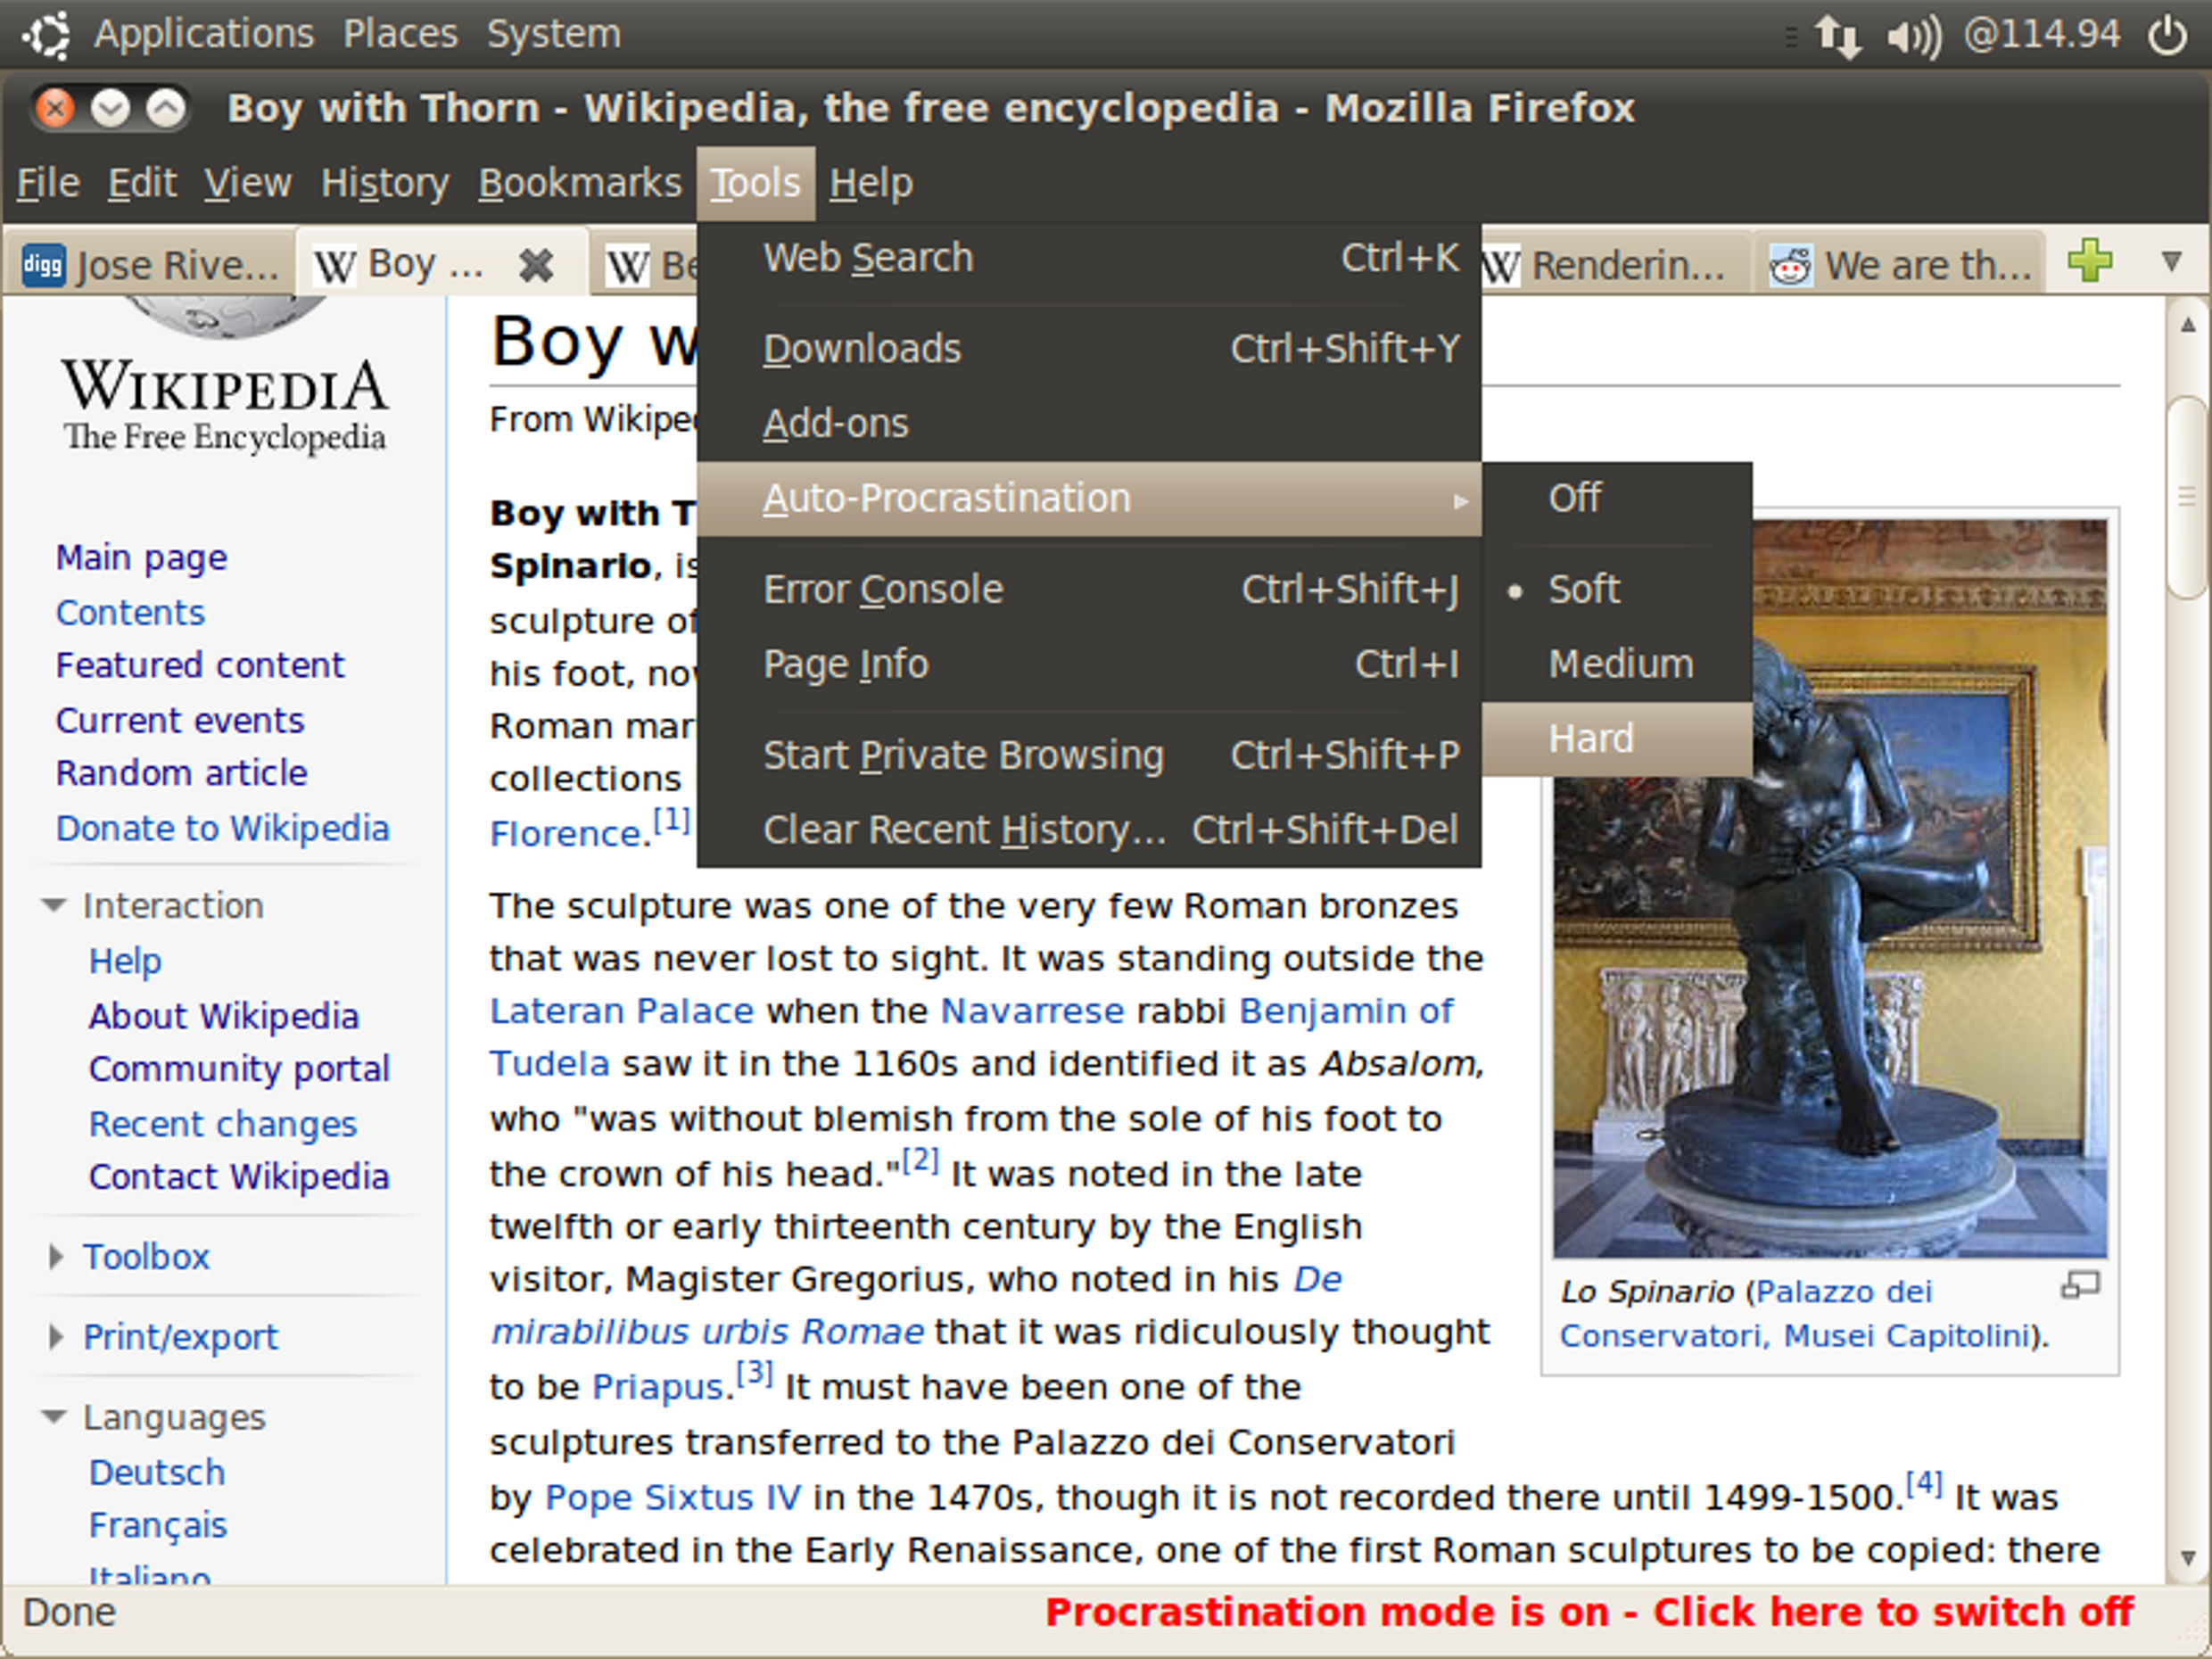 Applications Places System @114.94
Boy with Thorn - Wikipedia, the free encyclopedia - Mozilla Firefox
File Edit View History Bookmarks Tools Help
digg Jose Rive... W Boy ... W Be W Renderin... We are th...
Web Search Ctrl+K
Downloads Ctrl+Shift+Y
Add-ons
Auto-Procrastination
Error Console Ctrl+Shift+J
Page Info Ctrl+I
Start Private Browsing Ctrl+Shift+P
Clear Recent History... Ctrl+Shift+Del
Off
Soft
Medium
Hard
WIKIPEDIA
The Free Encyclopedia
Main page
Contents
Featured content
Current events
Random article
Donate to Wikipedia
Interaction
Help
About Wikipedia
Community portal
Recent changes
Contact Wikipedia
Toolbox
Print/export
Languages
Deutsch
Français
Italiano
Boy w
From Wikipe
Boy with T
Spinario, is
sculpture of
his foot, nov
Roman mar
collections
Florence.[1]
The sculpture was one of the very few Roman bronzes
that was never lost to sight. It was standing outside the
Lateran Palace when the Navarrese rabbi Benjamin of
Tudela saw it in the 1160s and identified it as Absalom,
who "was without blemish from the sole of his foot to
the crown of his head."[2] It was noted in the late
twelfth or early thirteenth century by the English
visitor, Magister Gregorius, who noted in his De
mirabilibus urbis Romae that it was ridiculously thought
to be Priapus.[3] It must have been one of the
sculptures transferred to the Palazzo dei Conservatori
by Pope Sixtus IV in the 1470s, though it is not recorded there until 1499-1500.[4] It was
celebrated in the Early Renaissance, one of the first Roman sculptures to be copied: there
Lo Spinario (Palazzo dei
Conservatori, Musei Capitolini).
Done
Procrastination mode is on - Click here to switch off